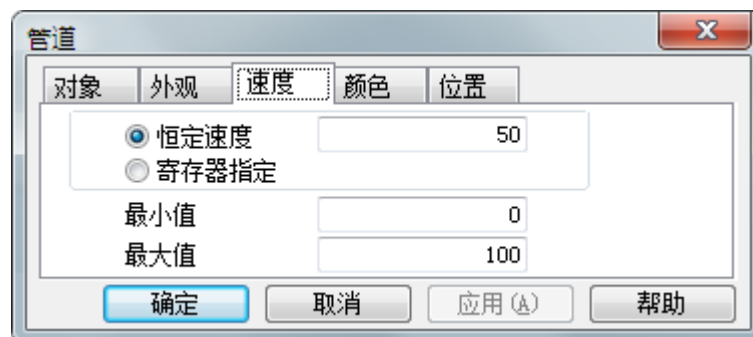 管道
对象 外观 速度 颜色 位置
恒定速度 50
寄存器指定
最小值 0
最大值 100
确定 取消 应用(A) 帮助